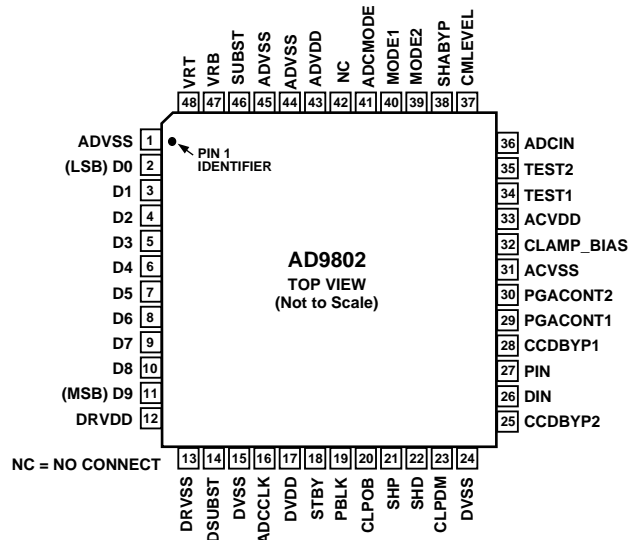 VRT
VRB
SUBST
ADVSS
ADVSS
ADVDD
NC
ADCMODE
MODE1
MODE2
SHABYP
CMLEVEL
48 47 46 45 44 43 42 41 40 39 38 37
ADVSS 1
(LSB) D0 2
D1 3
D2 4
D3 5
D4 6
D5 7
D6 8
D7 9
D8 10
(MSB) D9 11
DRVDD 12
PIN 1
IDENTIFIER
AD9802
TOP VIEW
(Not to Scale)
36 ADCIN
35 TEST2
34 TEST1
33 ACVDD
32 CLAMP_BIAS
31 ACVSS
30 PGACONT2
29 PGACONT1
28 CCDBYP1
27 PIN
26 DIN
25 CCDBYP2
NC = NO CONNECT
13 14 15 16 17 18 19 20 21 22 23 24
DRVSS
DSUBST
DVSS
ADCCLK
DVDD
STBY
PBLK
CLPOB
SHP
SHD
CLPDM
DVSS